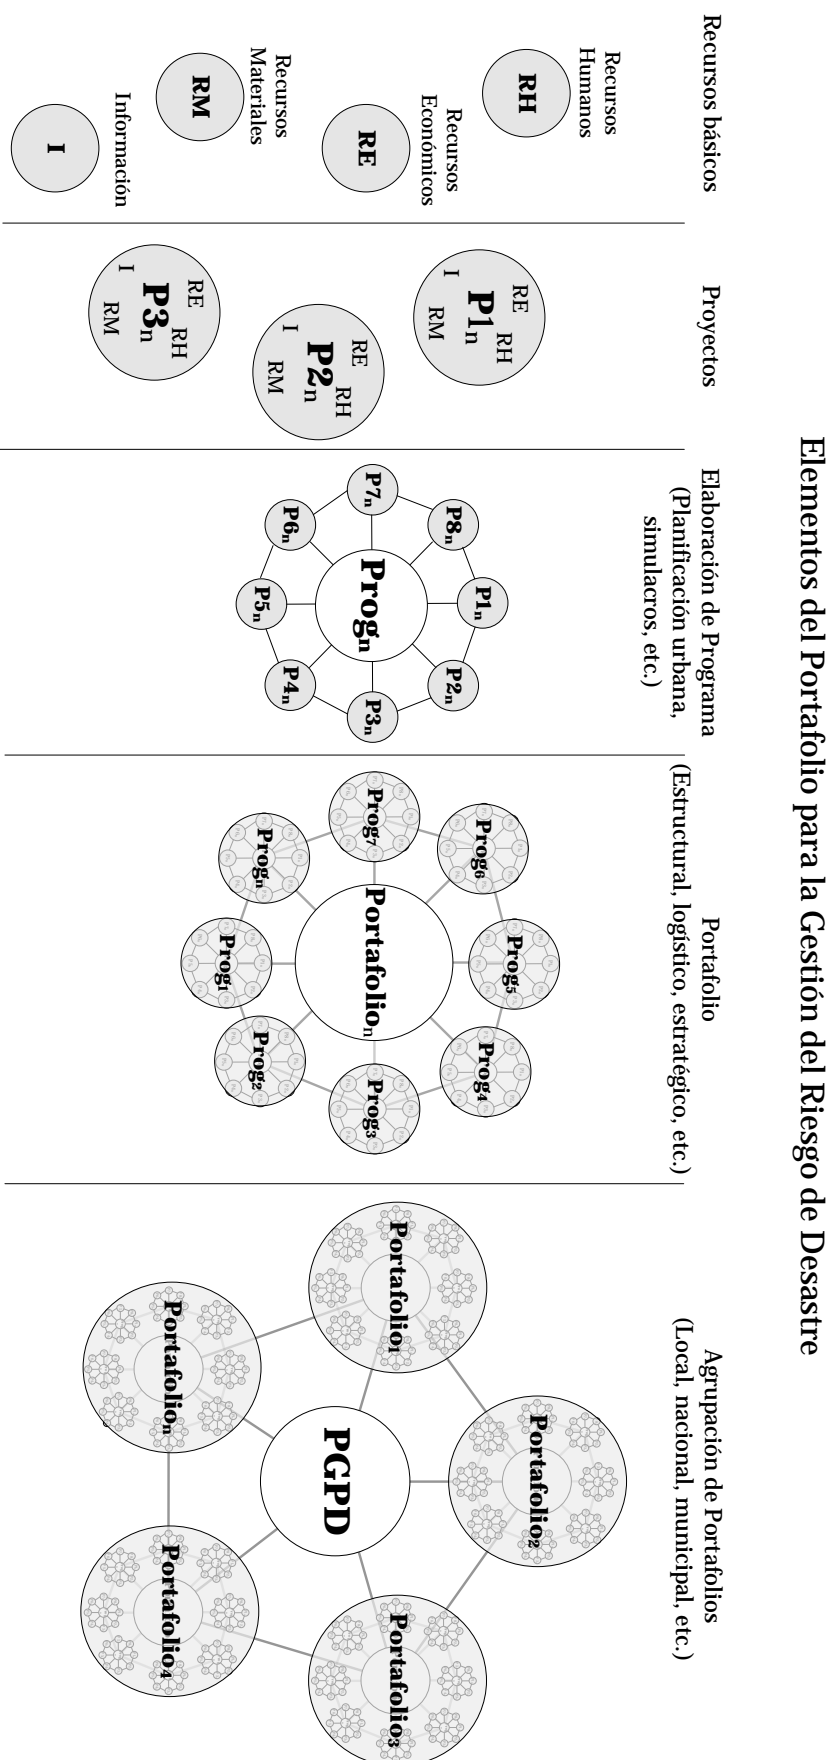 Elementos del Portafolio para la Gestión del Riesgo de Desastre
Recursos básicos
Recursos
Humanos
RH
Recursos
Económicos
RE
Recursos
Materiales
RM
Información
I
Proyectos
RE
RH
P1n
I
RM
RE
RH
P2n
I
RM
RE
RH
P3n
I
RM
Elaboración de Programa
(Planificación urbana,
simulacros, etc.)
P1n
P8n
P2n
P7n
Progn
P3n
P6n
P4n
P5n
Portafolio
(Estructural, logístico, estratégico, etc.)
Prog5
Prog6
Prog4
Prog7
Portafolion
Prog3
Progn
Prog2
Prog1
Agrupación de Portafolios
(Local, nacional, municipal, etc.)
Portafolio2
Portafolio1
Portafolio3
PGPD
Portafolion
Portafolio4